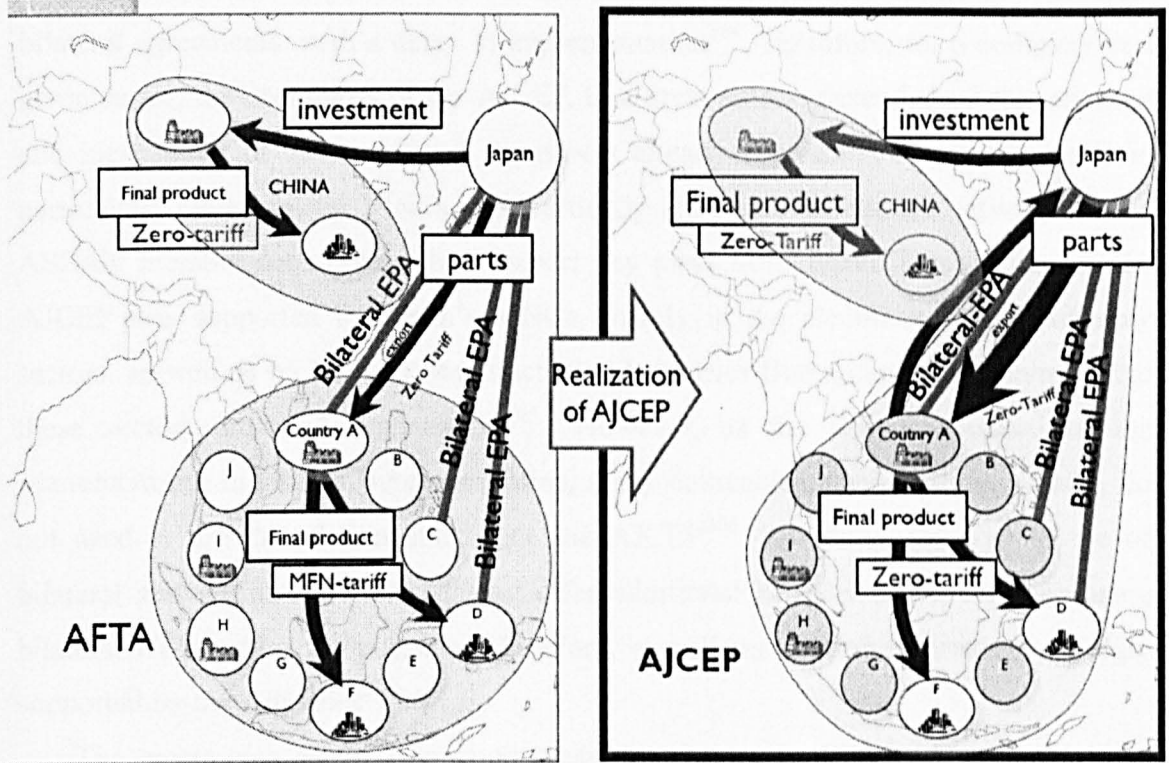 investment
Japan
Final product
CHINA
Zero-tariff
parts
Bilateral EPA
export
Zero Tariff
Bilateral EPA
Bilateral EPA
Country A
J
B
C
I
Final product
MFN-tariff
H
D
G
E
F
AFTA
Realization
of AJCEP
investment
Japan
Final product
CHINA
Zero-Tariff
parts
Bilateral-EPA
export
Zero-Tariff
Bilateral EPA
Bilateral EPA
Country A
J
B
C
I
Final product
Zero-tariff
H
D
G
E
F
AJCEP